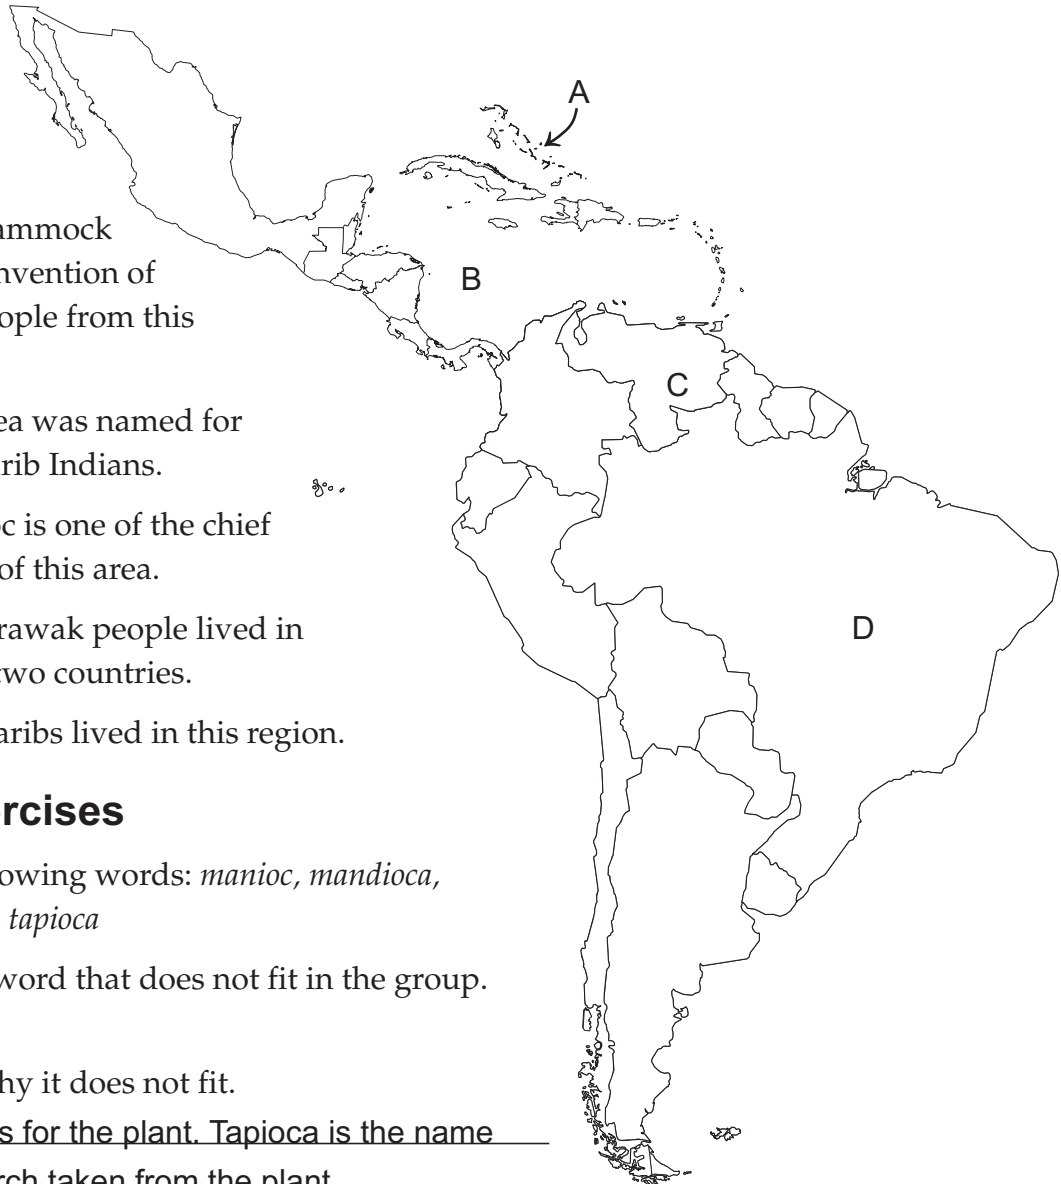 A
ammock
nvention of
B
ople from this
C
ea was named for
rib Indians.
oc is one of the chief
of this area.
rawak people lived in
D
two countries.
aribs lived in this region.
rcises
owing words: manioc, mandioca,
tapioca
word that does not fit in the group.
hy it does not fit.
s for the plant. Tapioca is the name
rch taken from the plant